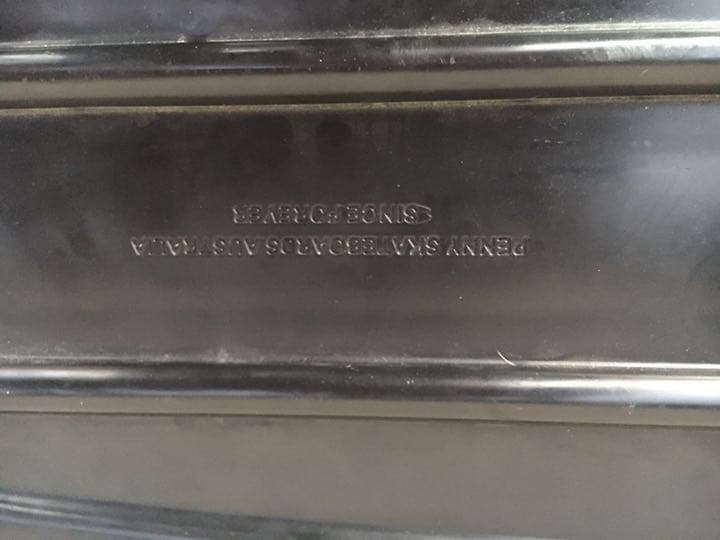 PENNY SKATEBOARDS AUSTRALIA
SINCE FOREVER